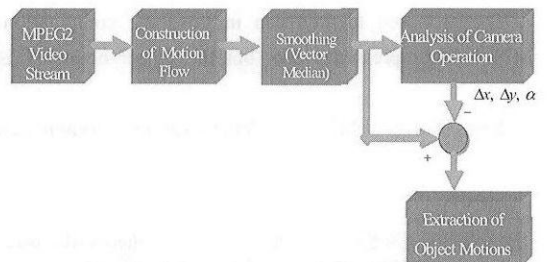 MPEG2
Video
Stream
Construction
of Motion
Flow
Smoothing
(Vector
Median)
Analysis of Camera
Operation
Δx, Δy, α
−
+
Extraction of
Object Motions